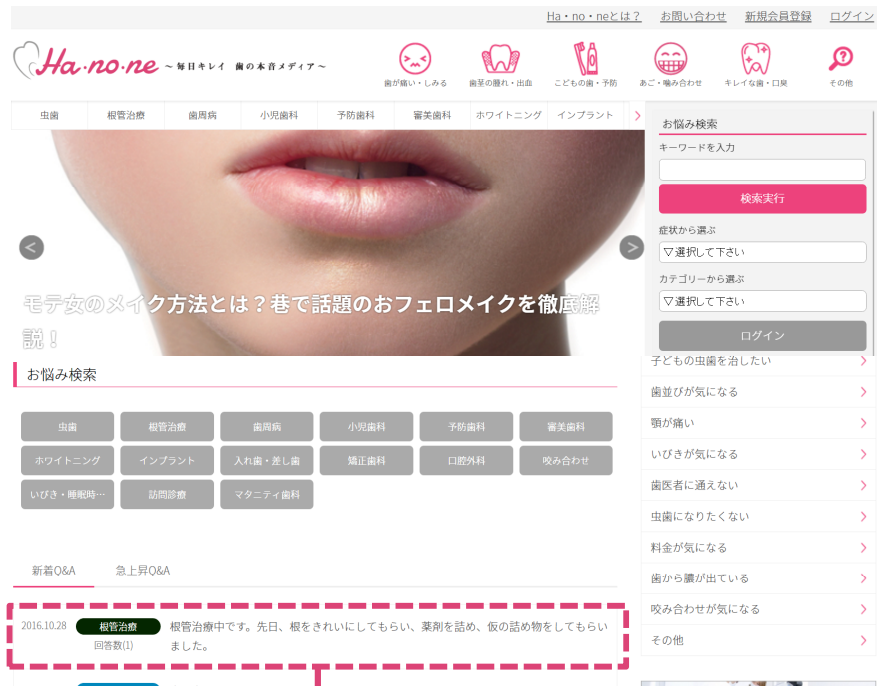 Ha・no・neとは？ お問い合わせ 新規会員登録 ログイン
Ha・no・ne ～毎日キレイ 歯の本音メディア～
歯が痛い・しみる 歯茎の腫れ・出血 こどもの歯・予防 あご・噛み合わせ キレイな歯・口臭 その他
虫歯 根管治療 歯周病 小児歯科 予防歯科 審美歯科 ホワイトニング インプラント
お悩み検索
キーワードを入力
検索実行
症状から選ぶ
▽選択して下さい
カテゴリーから選ぶ
▽選択して下さい
ログイン
モテ女のメイク方法とは？巷で話題のおフェロメイクを徹底解
説！
お悩み検索
虫歯 根管治療 歯周病 小児歯科 予防歯科 審美歯科
ホワイトニング インプラント 入れ歯・差し歯 矯正歯科 口腔外科 咬み合わせ
いびき・睡眠時… 訪問診療 マタニティ歯科
子どもの虫歯を治したい
歯並びが気になる
顎が痛い
いびきが気になる
歯医者に通えない
虫歯になりたくない
料金が気になる
歯から膿が出ている
咬み合わせが気になる
その他
新着Q&A 急上昇Q&A
2016.10.28 根管治療 根管治療中です。先日、根をきれいにしてもらい、薬剤を詰め、仮の詰め物をしてもらい
回答数(1) ました。